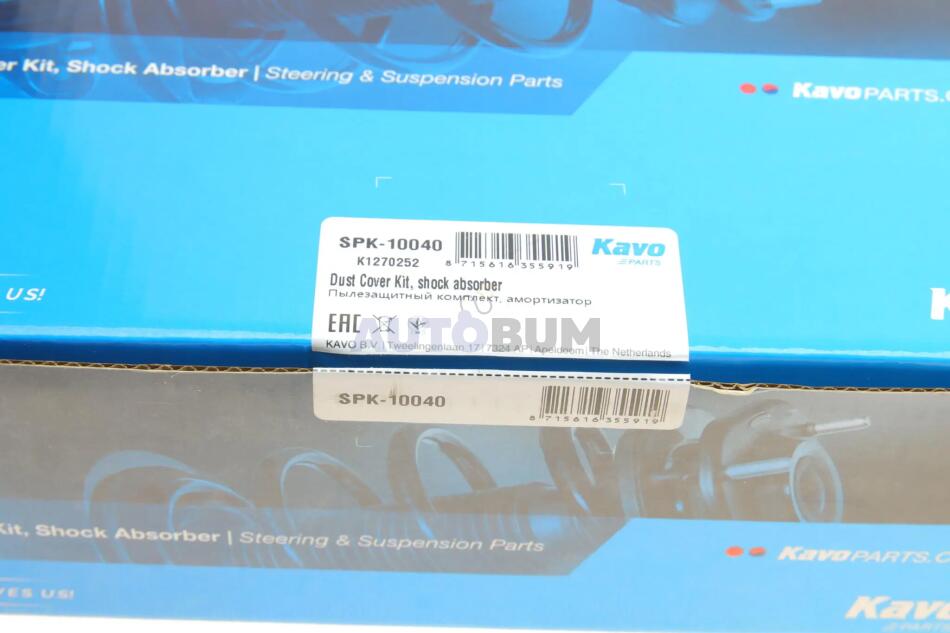 er Kit, Shock Absorber | Steering & Suspension Parts
KavoPARTS.C
SPK-10040
K1270252
8 715616 355919
Kavo
PARTS
Dust Cover Kit, shock absorber
Пылезащитный комплект, амортизатор
EAC
AUTOBUM
KAVO B.V. | Tweelingenlaan 17 | 7324 AP | Apeldoorn | The Netherlands
US!
K
SPK-10040
8 715616 355919
Kit, Shock Absorber | Steering & Suspension Parts
KavoPARTS.C
VES US!
Kavo
PARTS